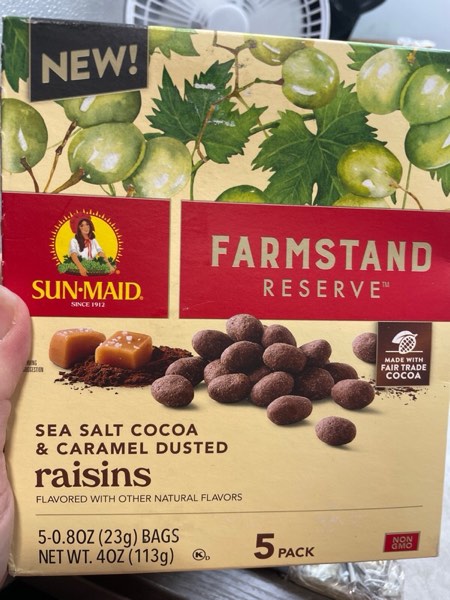 NEW!
SUN-MAID®
SINCE 1912
FARMSTAND
RESERVE™
MADE WITH
FAIR TRADE
COCOA
SEA SALT COCOA
& CARAMEL DUSTED
raisins
FLAVORED WITH OTHER NATURAL FLAVORS
5-0.8OZ (23g) BAGS
NET WT. 4OZ (113g)
K D
5 PACK
NON
GMO